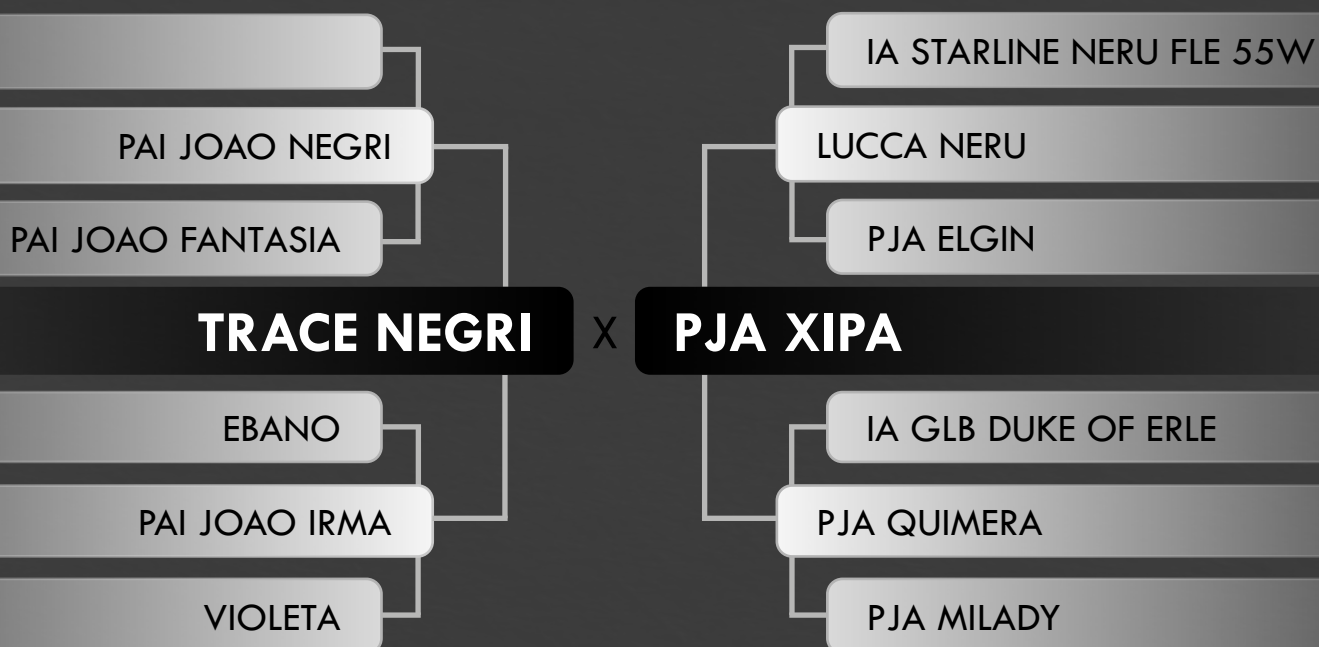 IA STARLINE NERU FLE 55W
PAI JOAO NEGRI
LUCCA NERU
PAI JOAO FANTASIA
PJA ELGIN
TRACE NEGRI X PJA XIPA
EBANO
IA GLB DUKE OF ERLE
PAI JOAO IRMA
PJA QUIMERA
VIOLETA
PJA MILADY